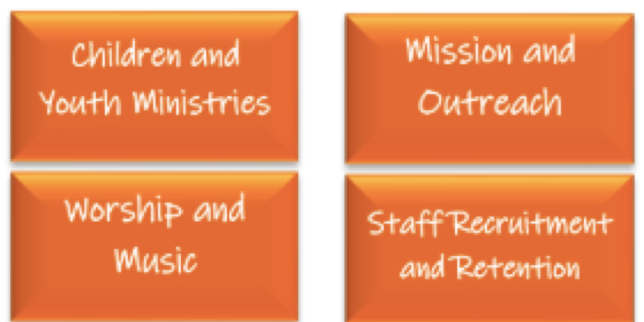 Children and
Youth Ministries
Mission and
Outreach
Worship and
Music
Staff Recruitment
and Retention